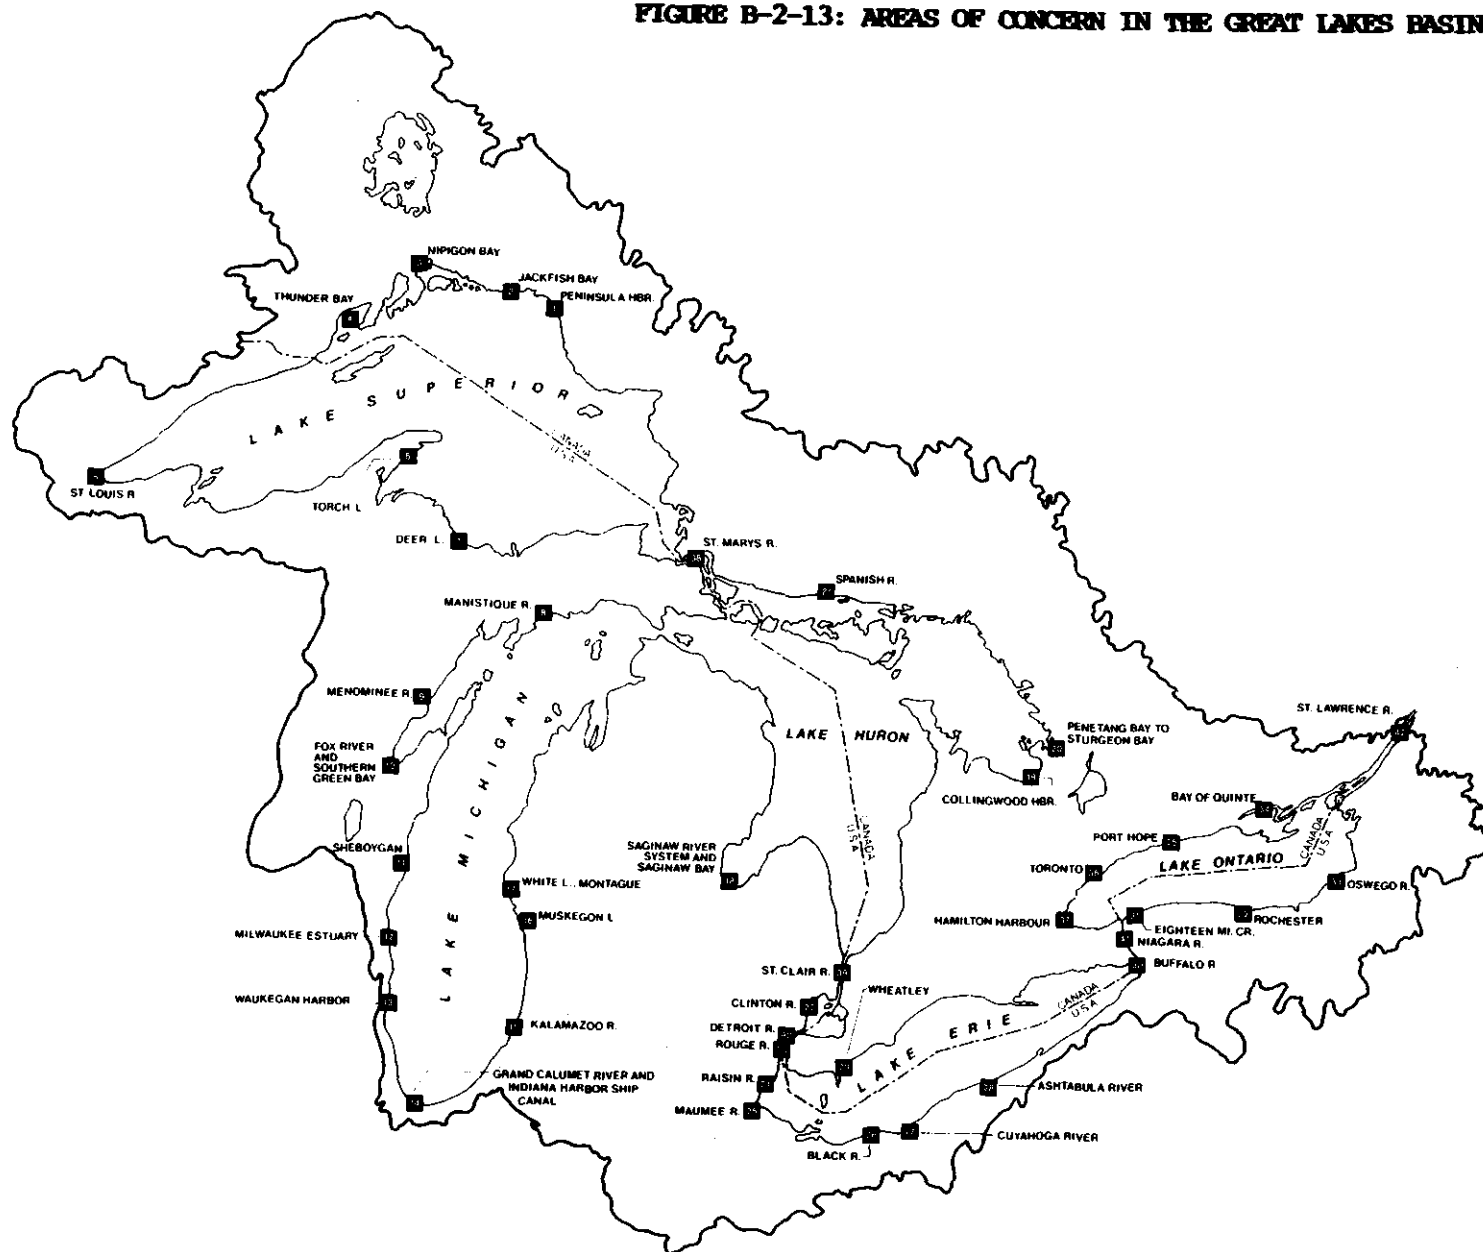 FIGURE B-2-13: AREAS OF CONCERN IN THE GREAT LAKES BASIN
NIPIGON BAY
JACKFISH BAY
THUNDER BAY
PENINSULA HBR.
LAKE SUPERIOR
CANADA
U.S.A
ST LOUIS R
TORCH L
DEER L.
ST. MARYS R.
SPANISH R.
MANISTIQUE R.
MENOMINEE R.
FOX RIVER
AND
SOUTHERN
GREEN BAY
LAKE MICHIGAN
LAKE HURON
PENETANG BAY TO
STURGEON BAY
COLLINGWOOD HBR.
ST. LAWRENCE R.
BAY OF QUINTE
PORT HOPE
CANADA
U.S.A
LAKE ONTARIO
TORONTO
OSWEGO R.
HAMILTON HARBOUR
ROCHESTER
EIGHTEEN MI. CR.
NIAGARA R.
BUFFALO R
SHEBOYGAN
SAGINAW RIVER
SYSTEM AND
SAGINAW BAY
CANADA
U.S.A
WHITE L., MONTAGUE
MUSKEGON L
MILWAUKEE ESTUARY
WAUKEGAN HARBOR
KALAMAZOO R.
GRAND CALUMET RIVER AND
INDIANA HARBOR SHIP
CANAL
ST. CLAIR R.
WHEATLEY
CLINTON R.
DETROIT R.
ROUGE R.
LAKE ERIE
CANADA
U.S.A
RAISIN R.
MAUMEE R.
ASHTABULA RIVER
CUYAHOGA RIVER
BLACK R.